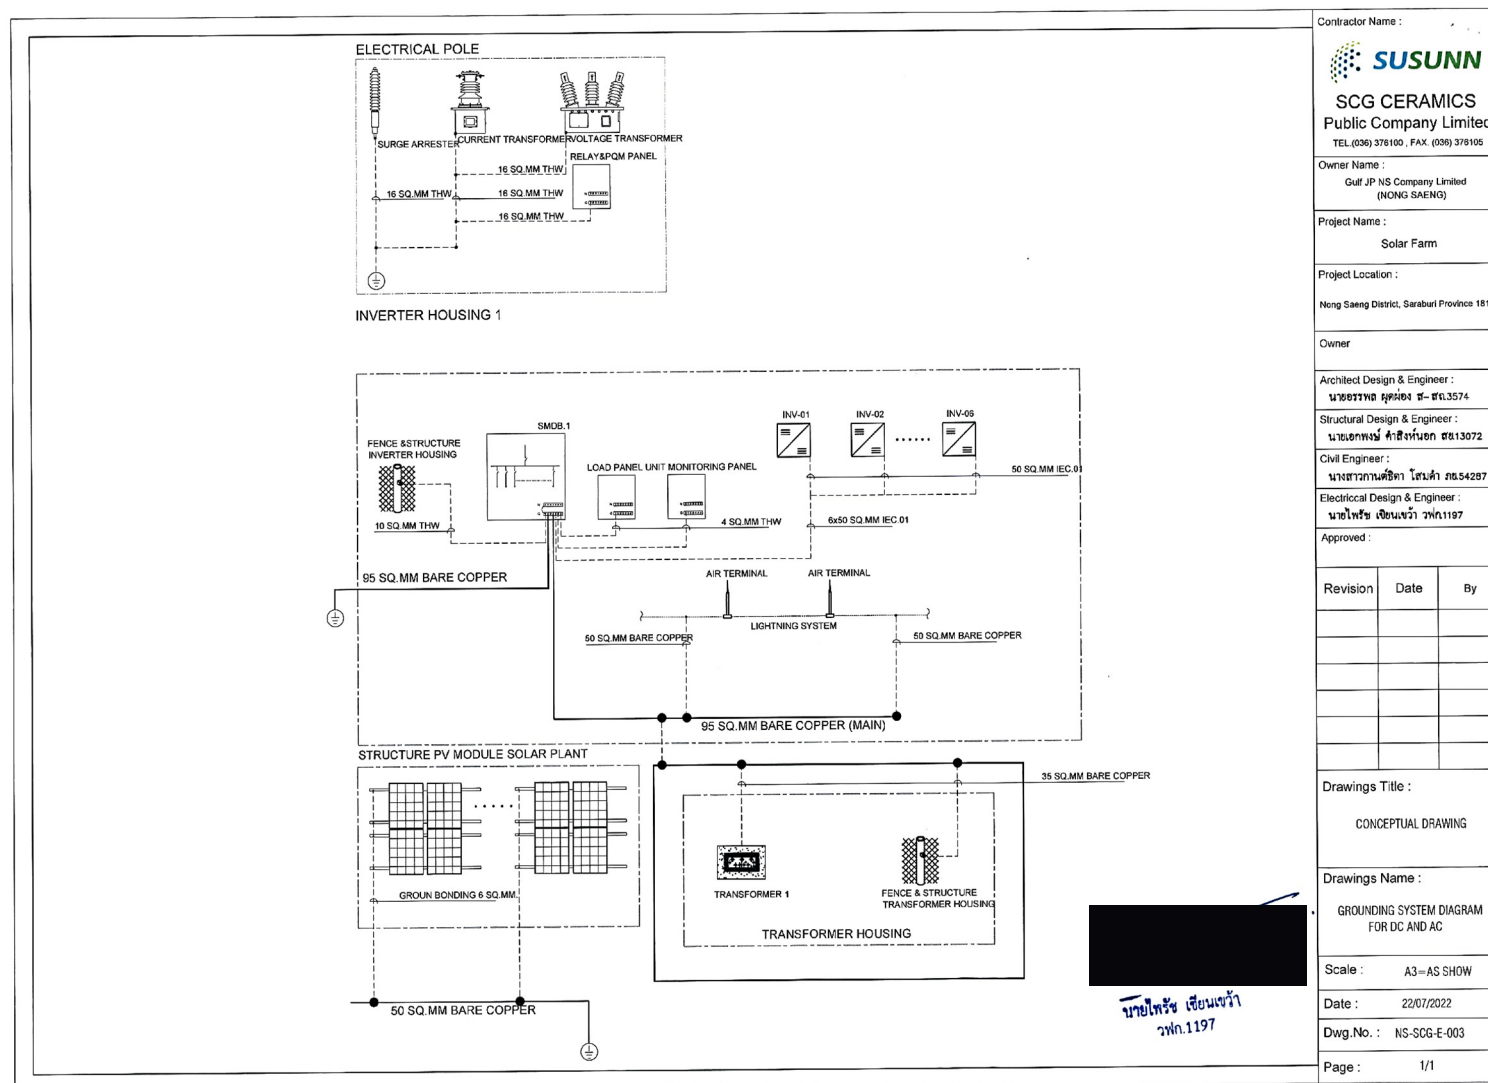 ELECTRICAL POLE
SURGE ARRESTER
CURRENT TRANSFORMER
VOLTAGE TRANSFORMER
RELAY&PQM PANEL
16 SQ.MM THW
16 SQ.MM THW
16 SQ.MM THW
16 SQ.MM THW
INVERTER HOUSING 1
FENCE &STRUCTURE
INVERTER HOUSING
SMDB.1
LOAD PANEL
UNIT MONITORING PANEL
INV-01
INV-02
INV-06
50 SQ.MM IEC.01
10 SQ.MM THW
4 SQ.MM THW
6x50 SQ.MM IEC.01
95 SQ.MM BARE COPPER
AIR TERMINAL
AIR TERMINAL
LIGHTNING SYSTEM
50 SQ.MM BARE COPPER
50 SQ.MM BARE COPPER
95 SQ.MM BARE COPPER (MAIN)
STRUCTURE PV MODULE SOLAR PLANT
GROUN BONDING 6 SQ.MM.
50 SQ.MM BARE COPPER
35 SQ.MM BARE COPPER
TRANSFORMER 1
FENCE & STRUCTURE
TRANSFORMER HOUSING
TRANSFORMER HOUSING
นายไพรัช เขียนเขว้า
วฟก.1197
Contractor Name :
SUSUNN
SCG CERAMICS
Public Company Limited
TEL.(036) 376100 , FAX. (036) 376105
Owner Name :
Gulf JP NS Company Limited
(NONG SAENG)
Project Name :
Solar Farm
Project Location :
Nong Saeng District, Saraburi Province 181
Owner
Architect Design & Engineer :
นายอรรพล ผุดผ่อง ส-สถ.3574
Structural Design & Engineer :
นายเอกพงษ์ คำสิงห์นอก สย.13072
Civil Engineer :
นางสาวกานต์ธิดา โสมคำ ภย.54287
Electriccal Design & Engineer :
นายไพรัช เขียนเขว้า วฟก.1197
Approved :
Revision Date By
Drawings Title :
CONCEPTUAL DRAWING
Drawings Name :
GROUNDING SYSTEM DIAGRAM
FOR DC AND AC
Scale : A3=AS SHOW
Date : 22/07/2022
Dwg.No. : NS-SCG-E-003
Page : 1/1